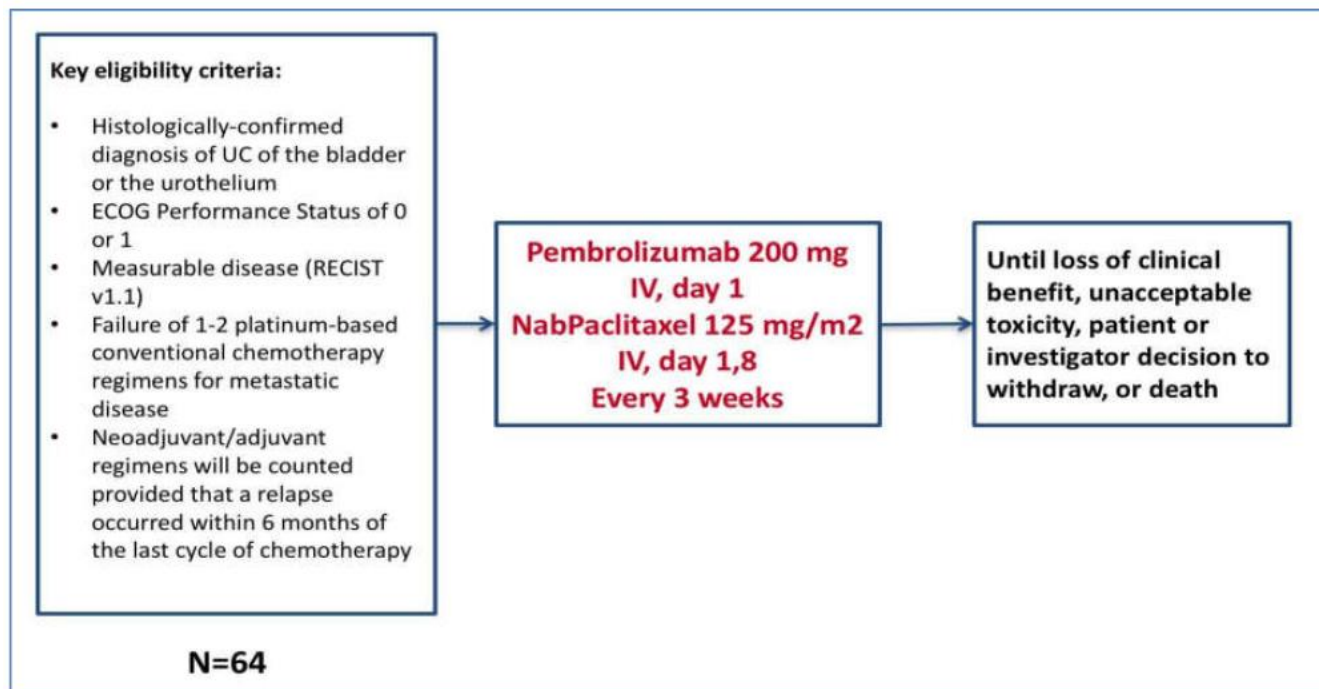 Key eligibility criteria:
• Histologically-confirmed
diagnosis of UC of the bladder
or the urothelium
• ECOG Performance Status of 0
or 1
• Measurable disease (RECIST
v1.1)
• Failure of 1-2 platinum-based
conventional chemotherapy
regimens for metastatic
disease
• Neoadjuvant/adjuvant
regimens will be counted
provided that a relapse
occurred within 6 months of
the last cycle of chemotherapy
N=64
Pembrolizumab 200 mg
IV, day 1
NabPaclitaxel 125 mg/m2
IV, day 1,8
Every 3 weeks
Until loss of clinical
benefit, unacceptable
toxicity, patient or
investigator decision to
withdraw, or death